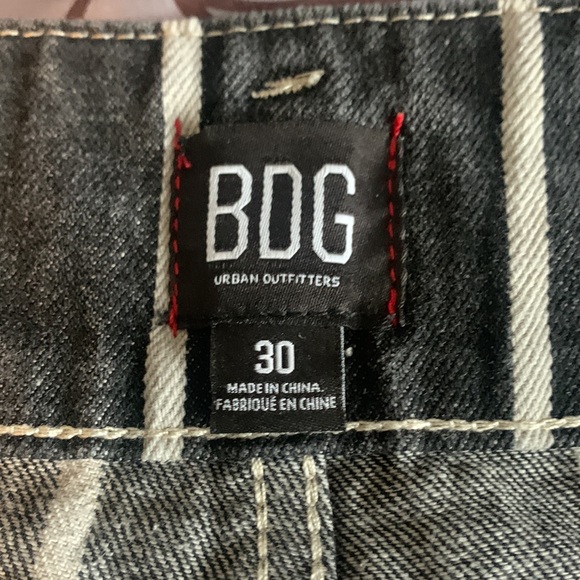 BDG
URBAN OUTFITTERS
30
MADE IN CHINA.
FABRIQUÉ EN CHINE